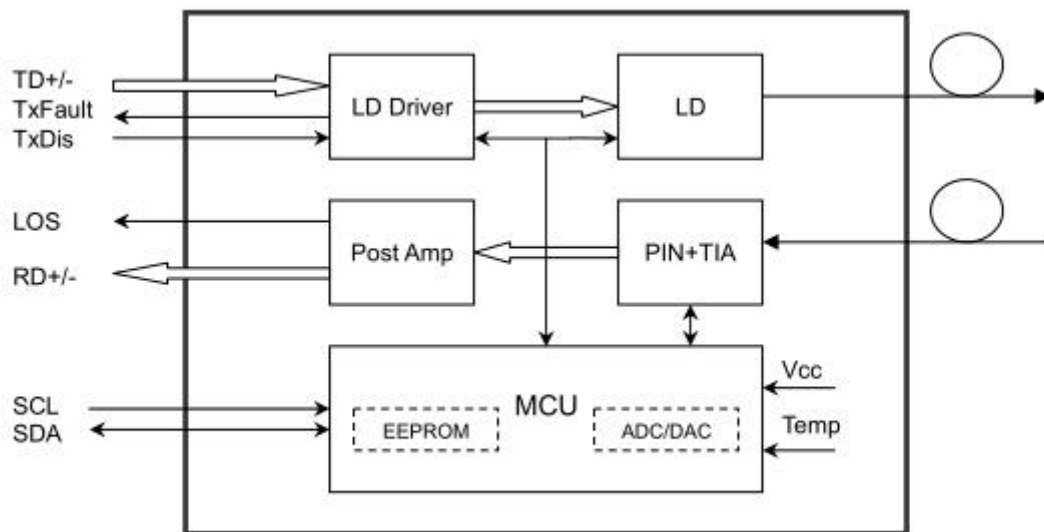 TD+/-
TxFault
TxDis
LD Driver
LD
LOS
RD+/-
Post Amp
PIN+TIA
SCL
SDA
MCU
EEPROM
ADC/DAC
Vcc
Temp